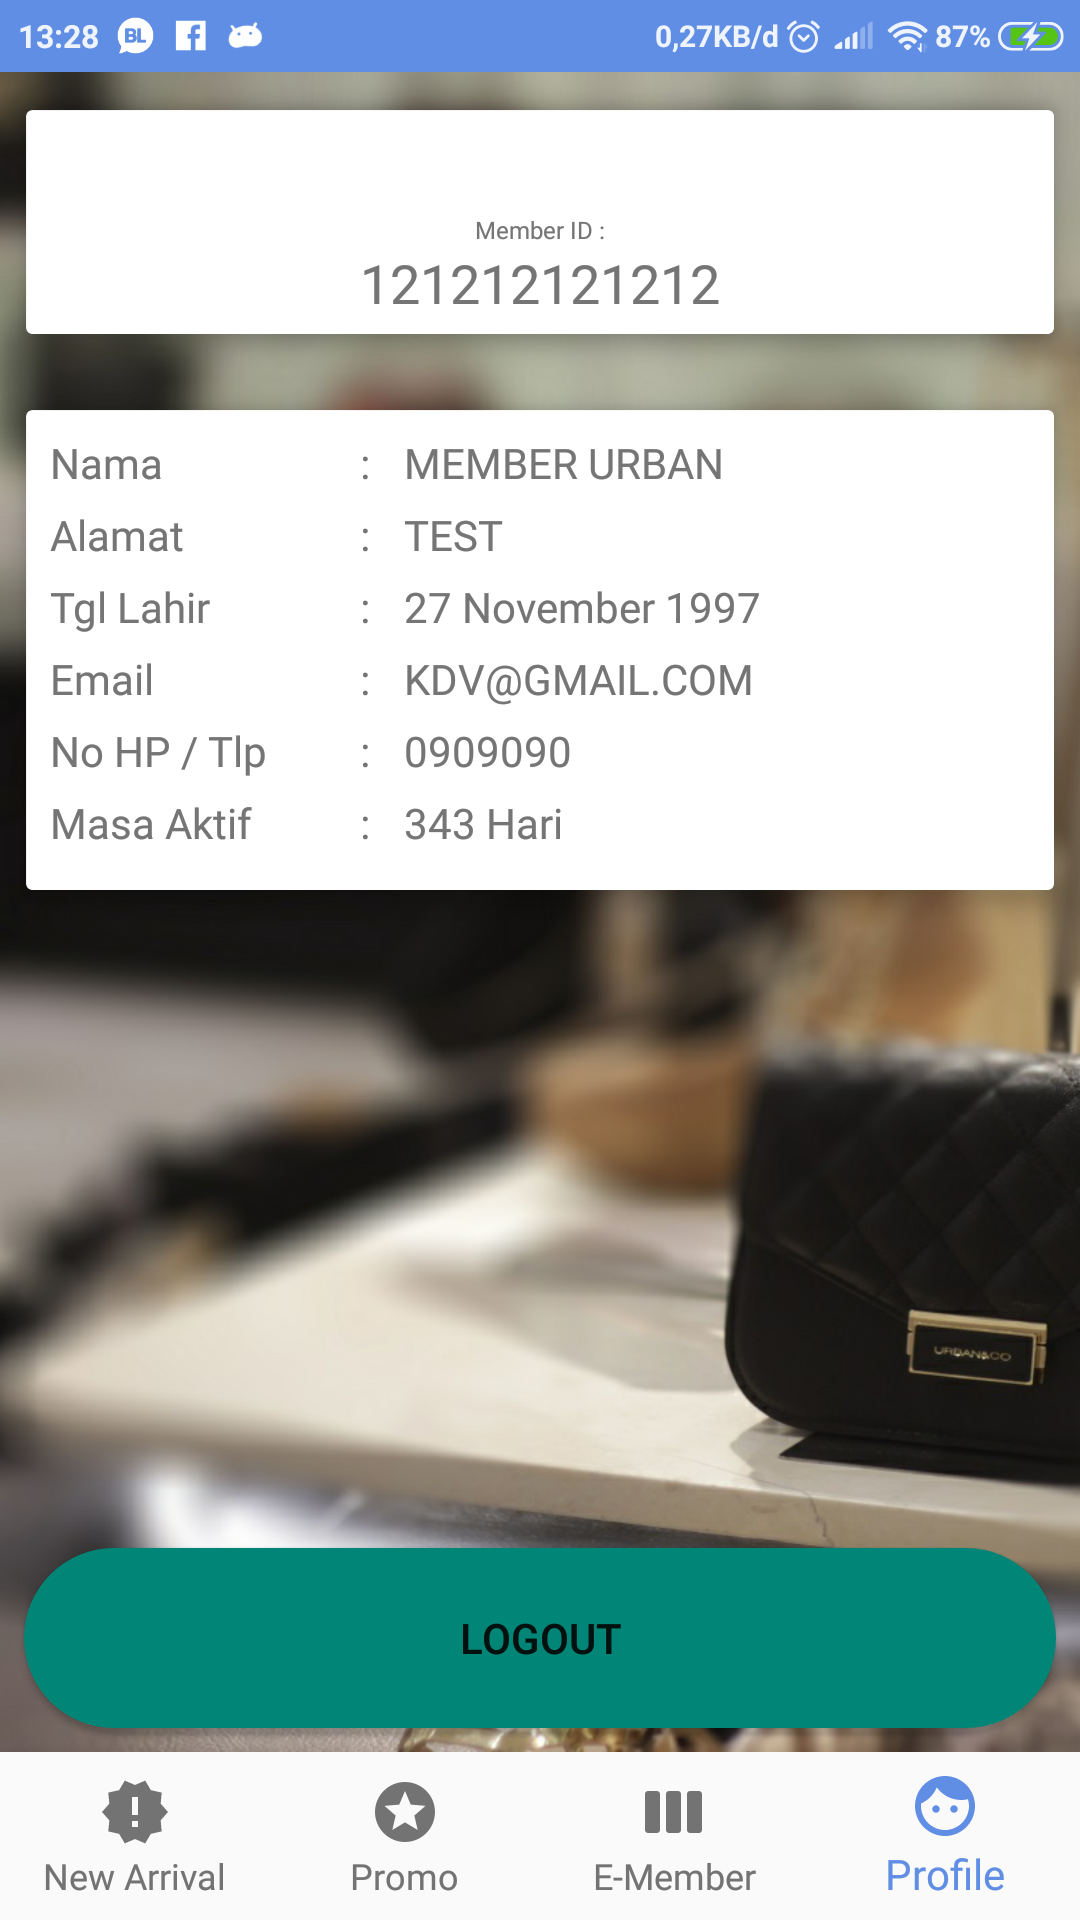 13:28 BL 0,27KB/d 87%
Member ID :
121212121212
Nama : MEMBER URBAN
Alamat : TEST
Tgl Lahir : 27 November 1997
Email : KDV@GMAIL.COM
No HP / Tlp : 0909090
Masa Aktif : 343 Hari
URBAN&CO
LOGOUT
New Arrival Promo E-Member Profile